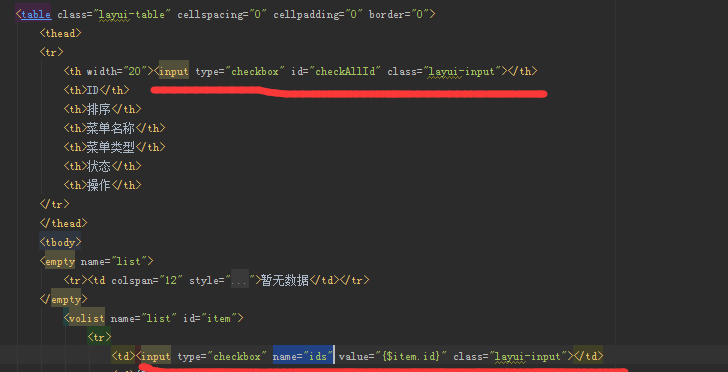 <table class="layui-table" cellspacing="0" cellpadding="0" border="0">
<thead>
<tr>
<th width="20"><input type="checkbox" id="checkAllId" class="layui-input"></th>
<th>ID</th>
<th>排序</th>
<th>菜单名称</th>
<th>菜单类型</th>
<th>状态</th>
<th>操作</th>
</tr>
</thead>
<tbody>
<empty name="list">
<tr><td colspan="12" style="...">暂无数据</td></tr>
</empty>
<volist name="list" id="item">
<tr>
<td><input type="checkbox" name="ids" value="{$item.id}" class="layui-input"></td>